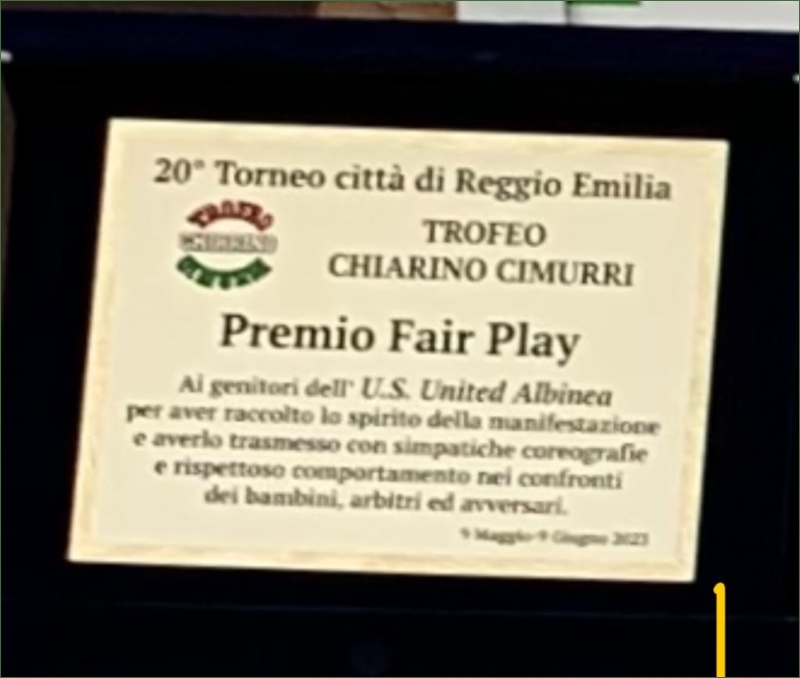 20° Torneo città di Reggio Emilia
TROFEO
TROFEO
CHIARINO CIMURRI
Premio Fair Play
Ai genitori dell' U.S. United Albinea
per aver raccolto lo spirito della manifestazione
e averlo trasmesso con simpatiche coreografie
e rispettoso comportamento nei confronti
dei bambini, arbitri ed avversari.
9 Maggio-9 Giugno